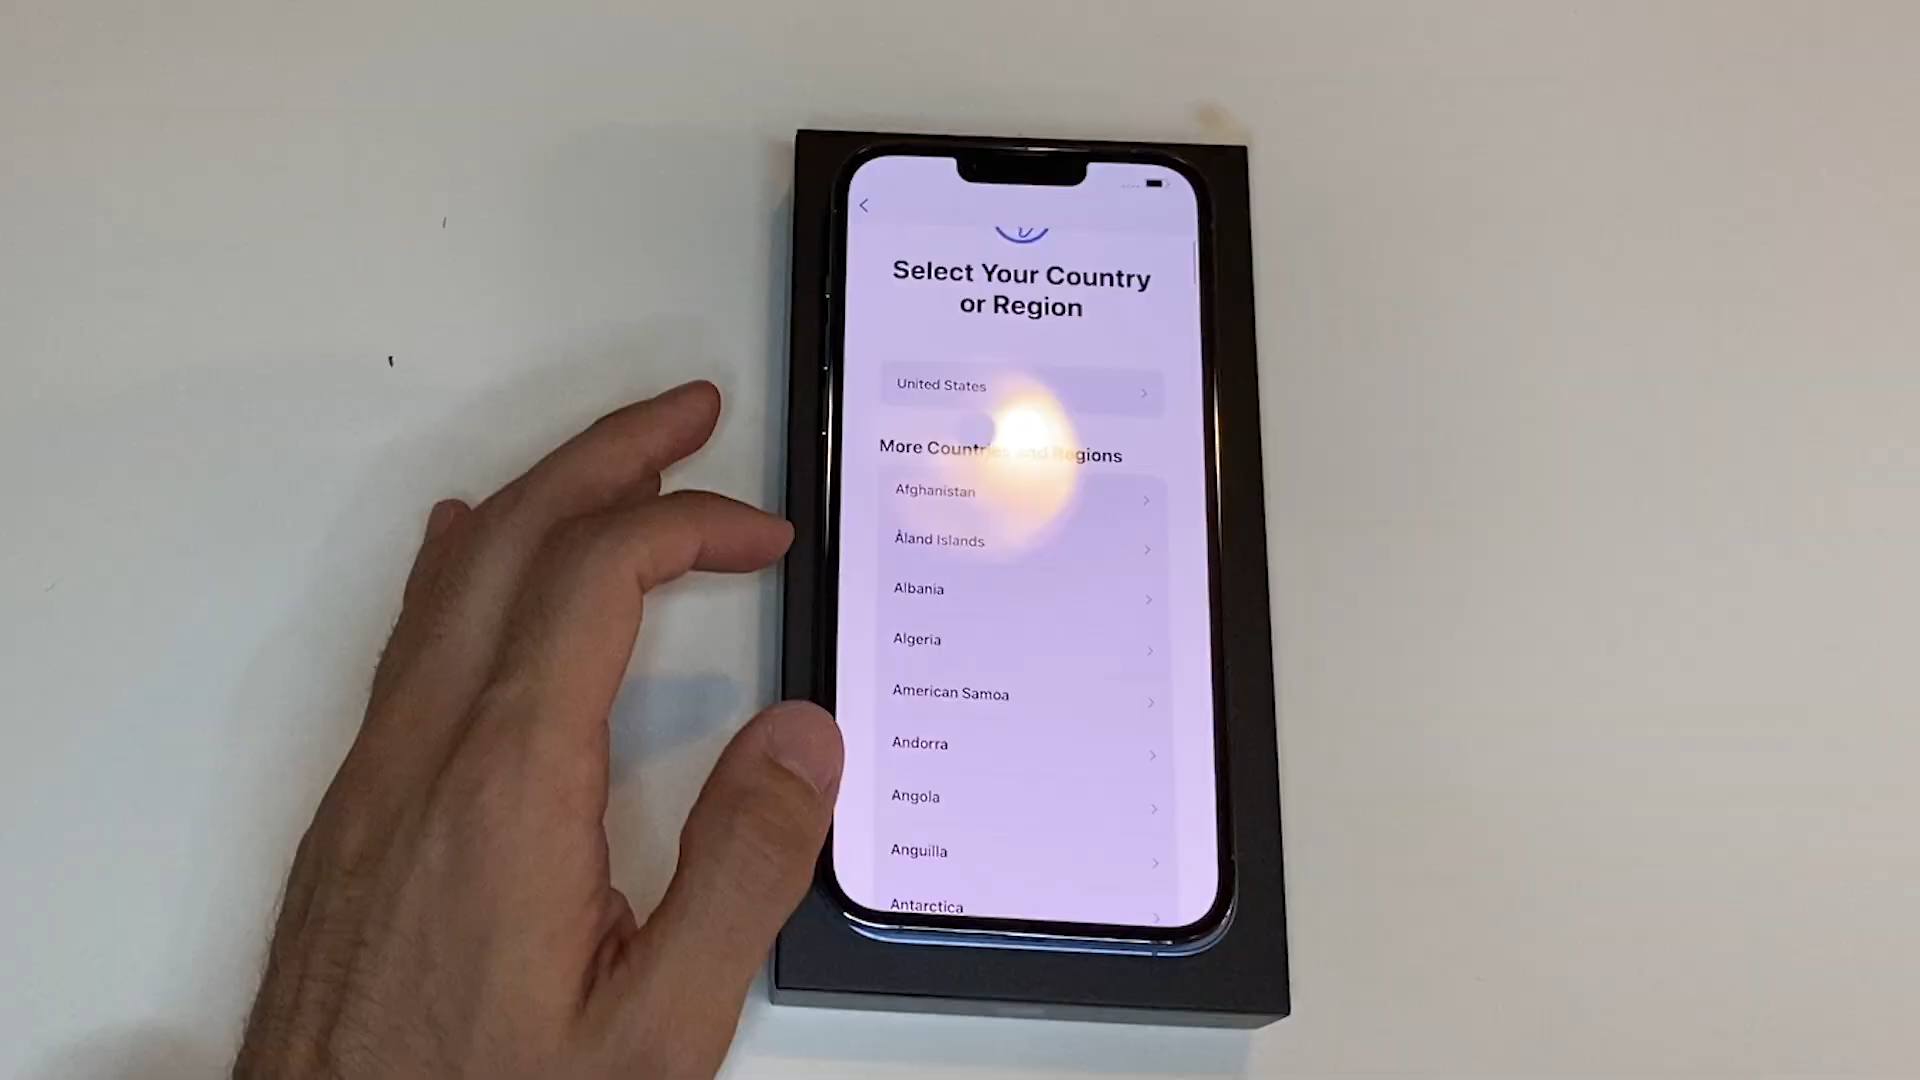 Select Your Country
or Region
United States
More Countries and Regions
Afghanistan
Åland Islands
Albania
Algeria
American Samoa
Andorra
Angola
Anguilla
Antarctica